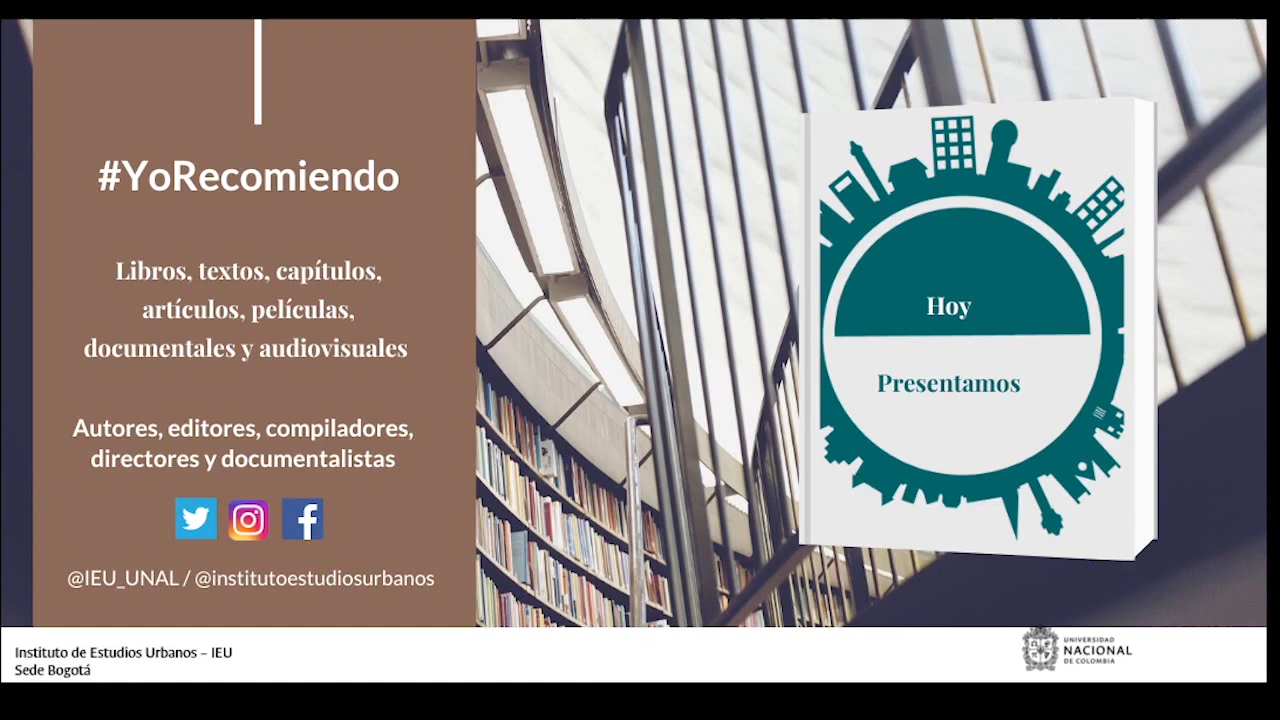 #YoRecomiendo
Libros, textos, capítulos,
artículos, películas,
documentales y audiovisuales
Autores, editores, compiladores,
directores y documentalistas
@IEU_UNAL / @institutoestudiosurbanos
Hoy
Presentamos
Instituto de Estudios Urbanos – IEU
Sede Bogotá
UNIVERSIDAD
NACIONAL
DE COLOMBIA